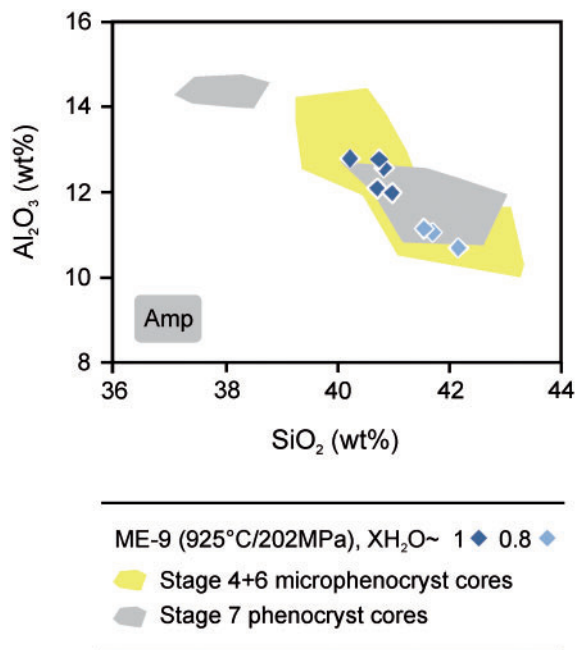 16
14
12
10
8
Al₂O₃ (wt%)
Amp
36 38 40 42 44
SiO₂ (wt%)
ME-9 (925°C/202MPa), XH₂O~ 1 0.8
Stage 4+6 microphenocryst cores
Stage 7 phenocryst cores